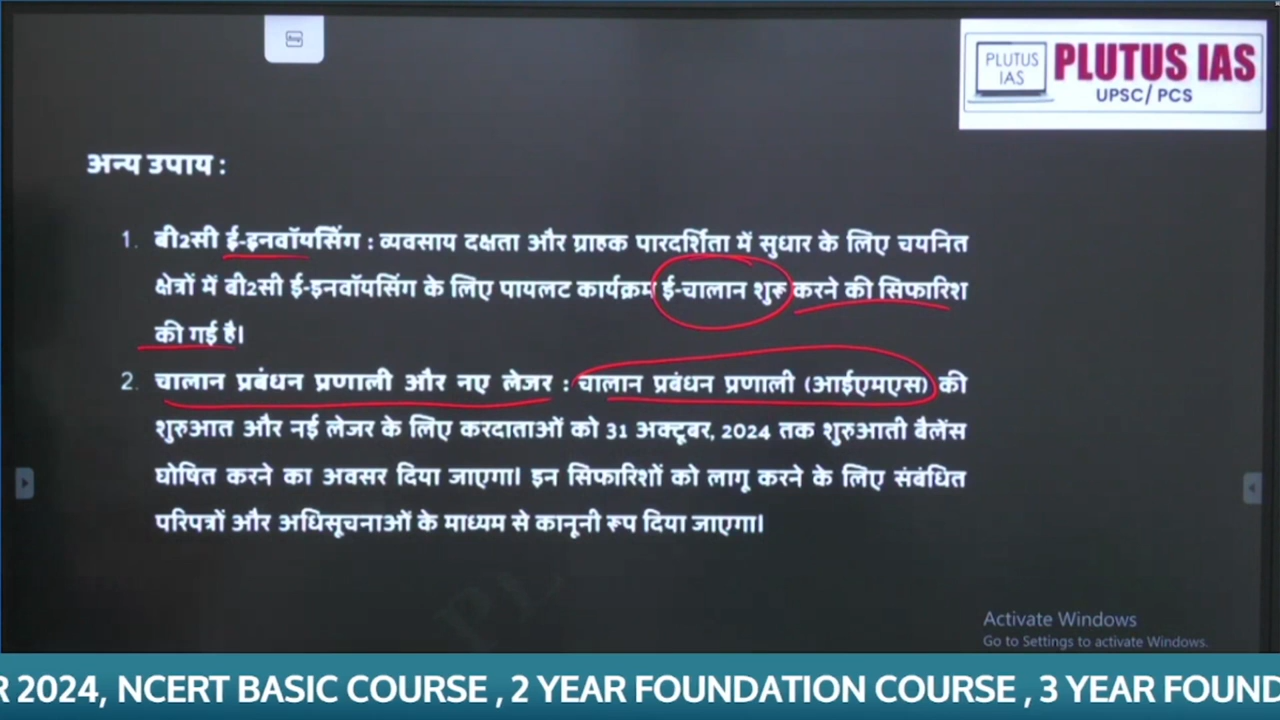 PLUTUS
IAS
PLUTUS IAS
UPSC/ PCS
अन्य उपाय :
1. बी2सी ई-इनवॉयसिंग : व्यवसाय दक्षता और ग्राहक पारदर्शिता में सुधार के लिए चयनित
क्षेत्रों में बी2सी ई-इनवॉयसिंग के लिए पायलट कार्यक्रम ई-चालान शुरू करने की सिफारिश
की गई है।
2. चालान प्रबंधन प्रणाली और नए लेजर : चालान प्रबंधन प्रणाली (आईएमएस) की
शुरुआत और नई लेजर के लिए करदाताओं को 31 अक्टूबर, 2024 तक शुरुआती बैलेंस
घोषित करने का अवसर दिया जाएगा। इन सिफारिशों को लागू करने के लिए संबंधित
परिपत्रों और अधिसूचनाओं के माध्यम से कानूनी रूप दिया जाएगा।
Activate Windows
Go to Settings to activate Windows.
R 2024, NCERT BASIC COURSE , 2 YEAR FOUNDATION COURSE , 3 YEAR FOUND